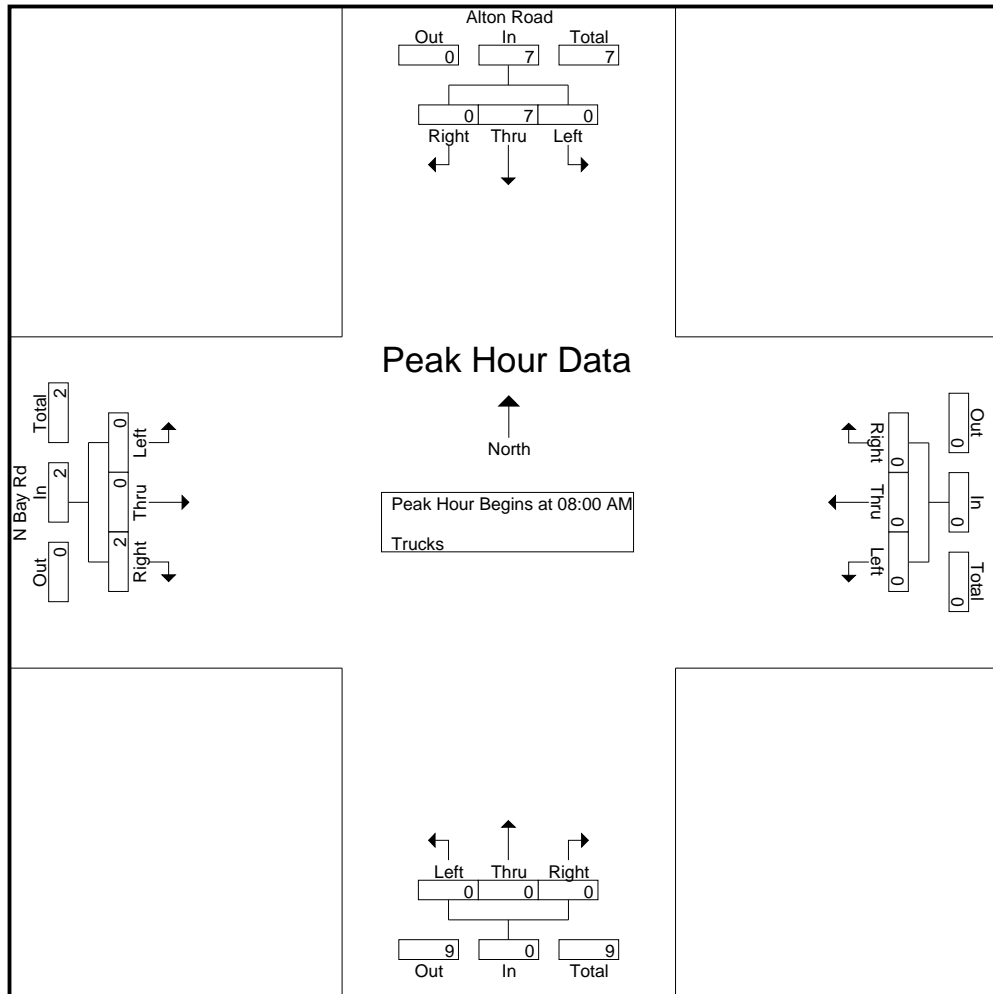 Alton Road
Out In Total
0 7 7
0 7 0
Right Thru Left
Peak Hour Data
North
Peak Hour Begins at 08:00 AM
Trucks
N Bay Rd
Total In Out
2 2 0
0 0 2
Left Thru Right
Right Thru Left
0 0 0
Out In Total
0 0 0
Left Thru Right
0 0 0
9 0 9
Out In Total